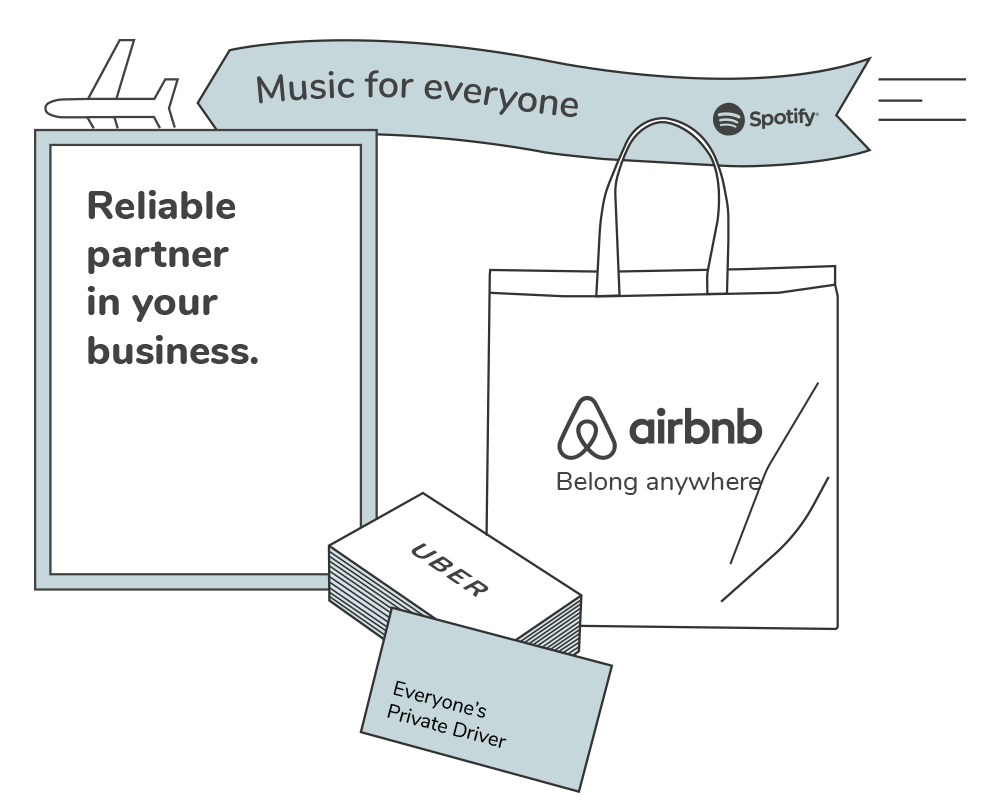 Music for everyone
Spotify
Reliable
partner
in your
business.
airbnb
Belong anywhere
UBER
Everyone’s
Private Driver